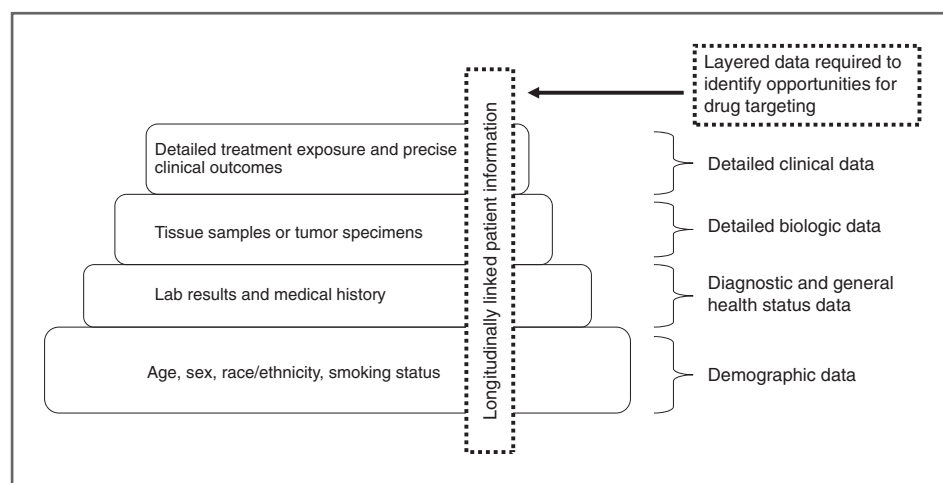 Layered data required to
identify opportunities for
drug targeting
Longitudinally linked patient information
Detailed treatment exposure and precise
clinical outcomes
Detailed clinical data
Tissue samples or tumor specimens
Detailed biologic data
Lab results and medical history
Diagnostic and general
health status data
Age, sex, race/ethnicity, smoking status
Demographic data